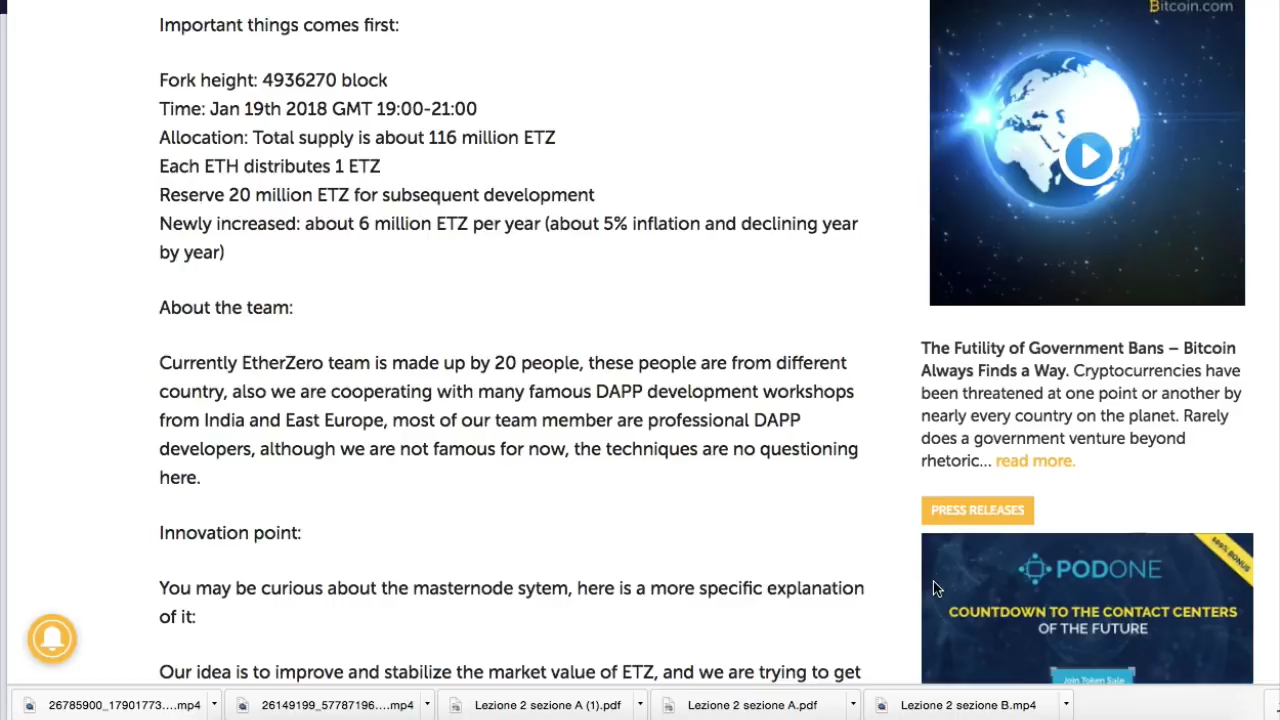 Important things comes first:
Fork height: 4936270 block
Time: Jan 19th 2018 GMT 19:00-21:00
Allocation: Total supply is about 116 million ETZ
Each ETH distributes 1 ETZ
Reserve 20 million ETZ for subsequent development
Newly increased: about 6 million ETZ per year (about 5% inflation and declining year
by year)
About the team:
Currently EtherZero team is made up by 20 people, these people are from different
country, also we are cooperating with many famous DAPP development workshops
from India and East Europe, most of our team member are professional DAPP
developers, although we are not famous for now, the techniques are no questioning
here.
Innovation point:
You may be curious about the masternode sytem, here is a more specific explanation
of it:
Our idea is to improve and stabilize the market value of ETZ, and we are trying to get
Bitcoin.com
The Futility of Government Bans – Bitcoin
Always Finds a Way. Cryptocurrencies have
been threatened at one point or another by
nearly every country on the planet. Rarely
does a government venture beyond
rhetoric... read more.
PRESS RELEASES
PODONE
COUNTDOWN TO THE CONTACT CENTERS
OF THE FUTURE
Join Token Sale
26785900_17901773....mp4
26149199_57787196....mp4
Lezione 2 sezione A (1).pdf
Lezione 2 sezione A.pdf
Lezione 2 sezione B.mp4